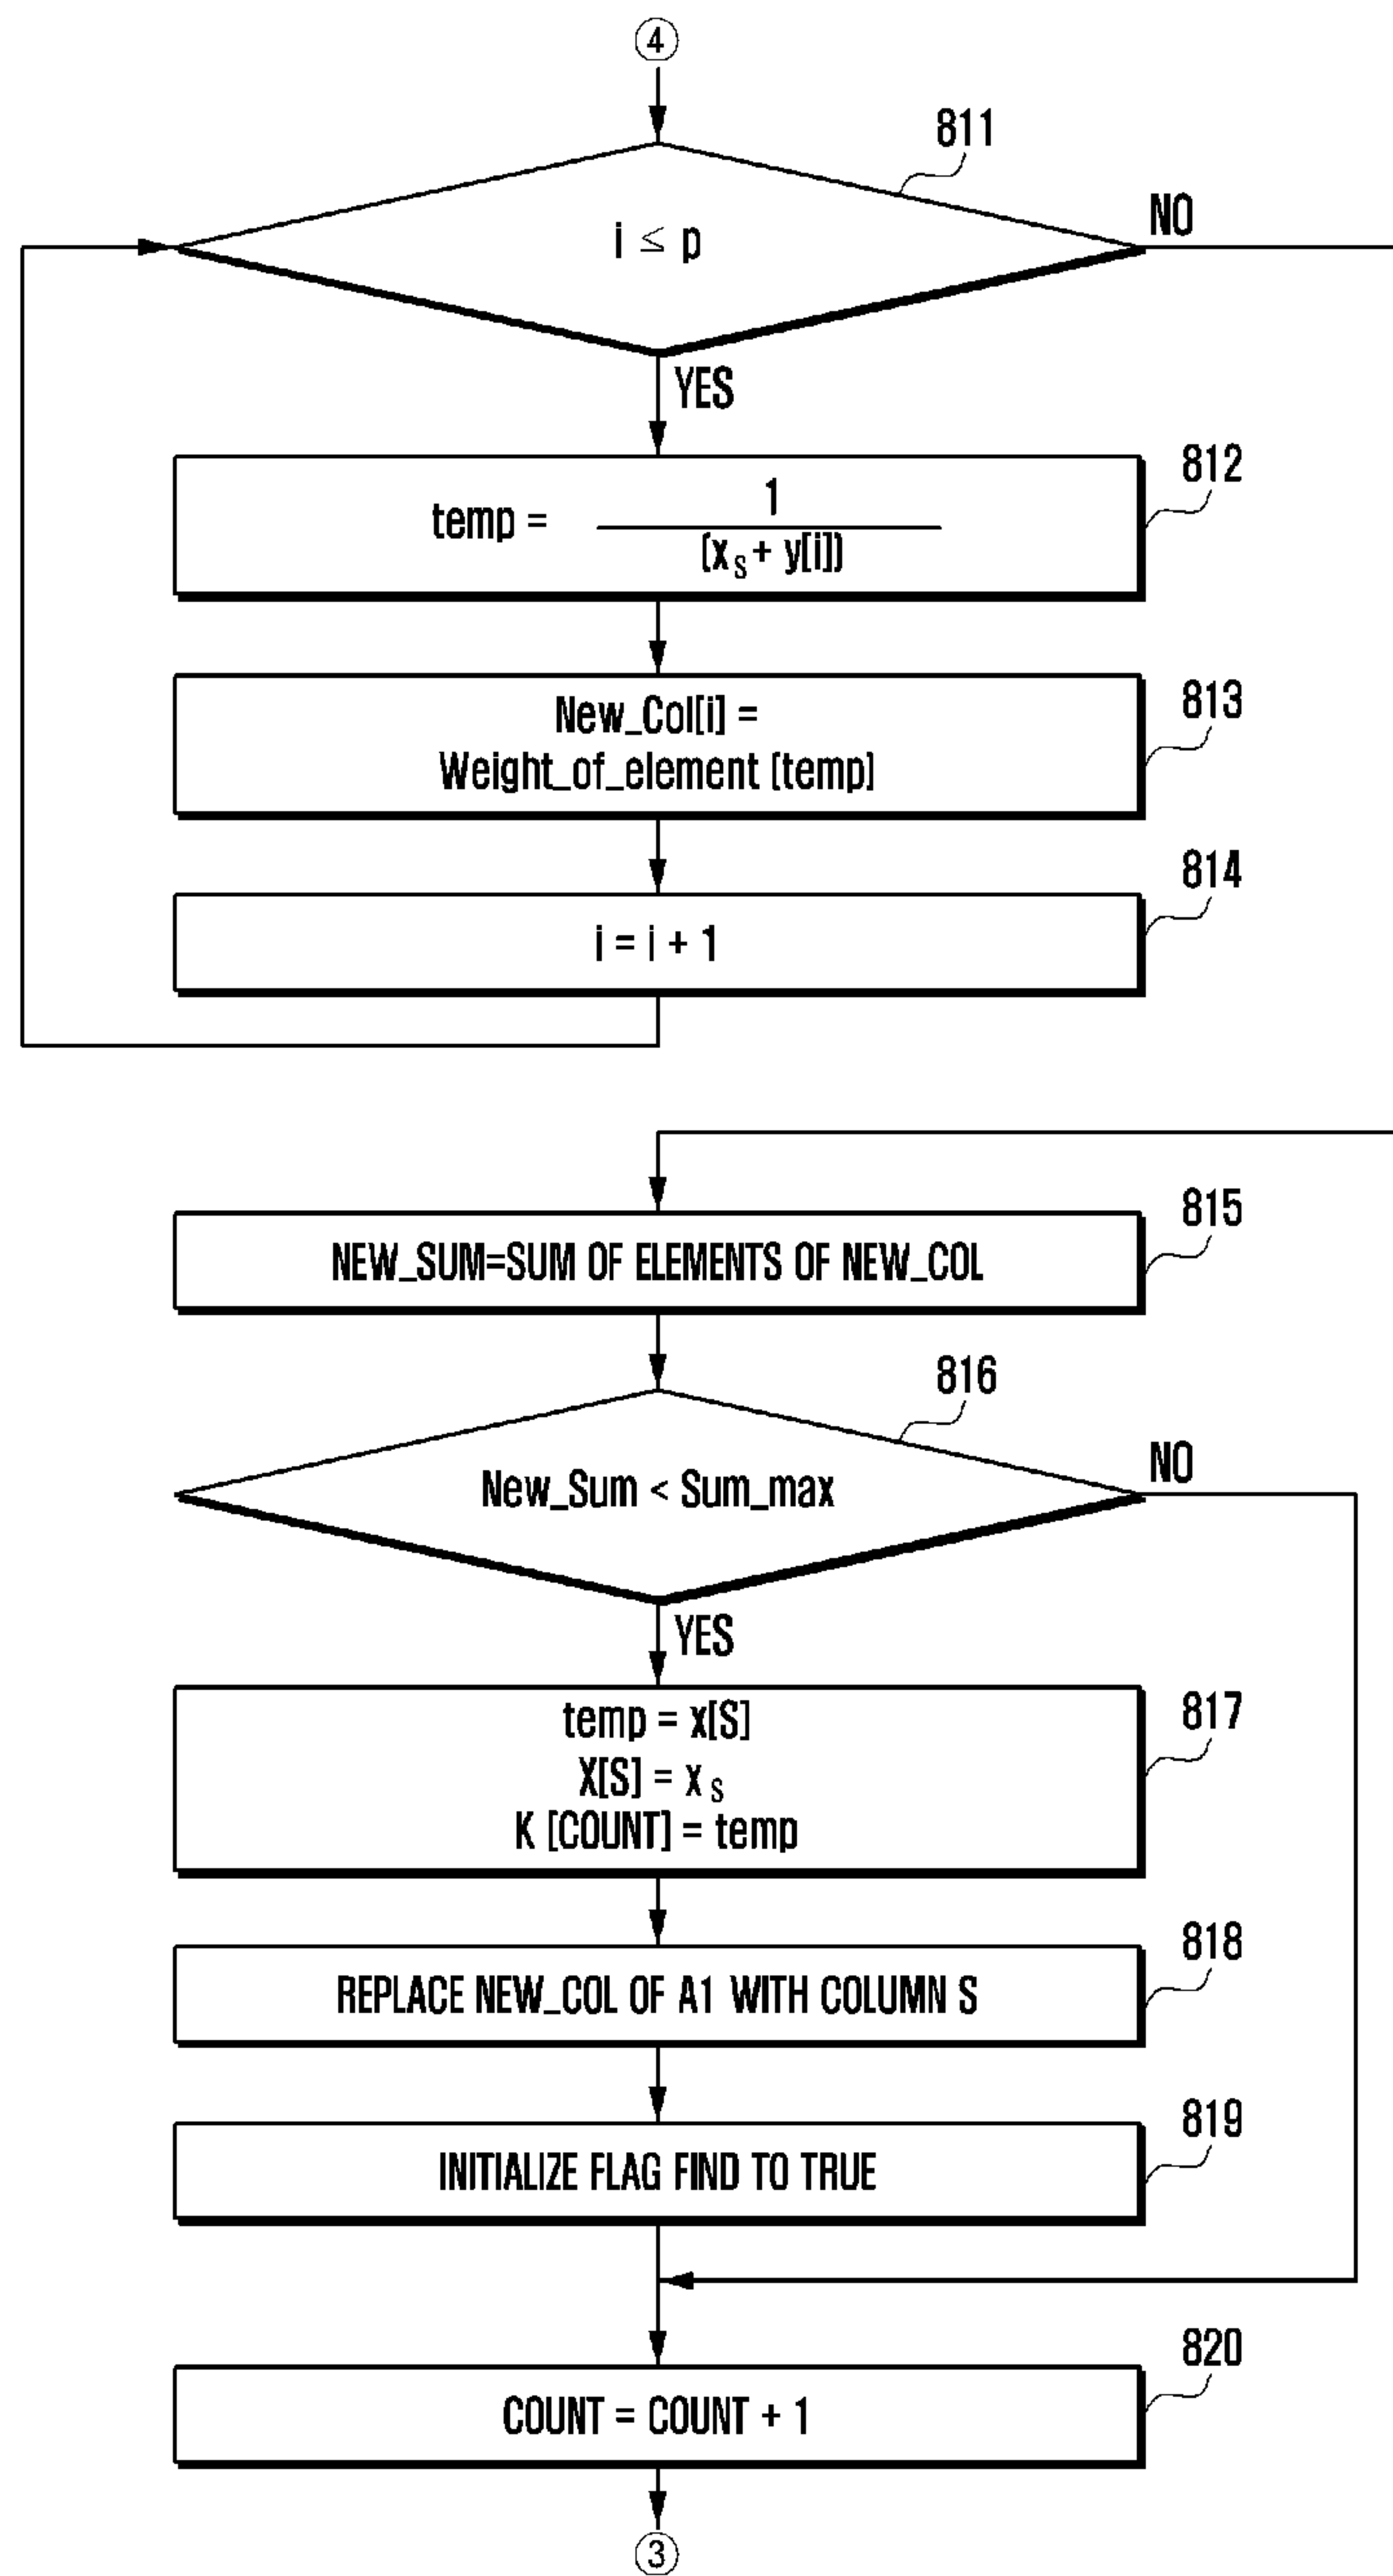 ④
811
i ≤ p
NO
YES
812
temp = 1 / (x_S + y[i])
813
New_Col[i] =
Weight_of_element (temp)
814
i = i + 1
815
NEW_SUM=SUM OF ELEMENTS OF NEW_COL
816
New_Sum < Sum_max
NO
YES
817
temp = x[S]
X[S] = x_S
K [COUNT] = temp
818
REPLACE NEW_COL OF A1 WITH COLUMN S
819
INITIALIZE FLAG FIND TO TRUE
820
COUNT = COUNT + 1
③